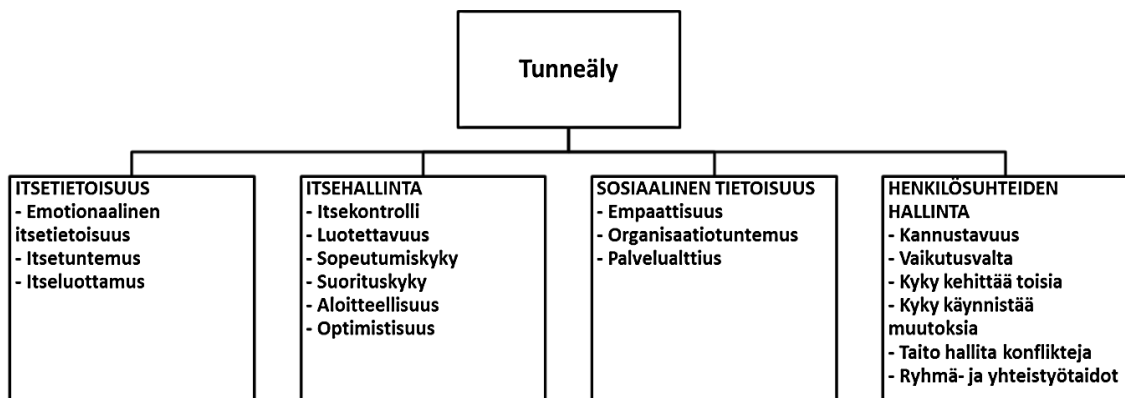 Tunneäly
ITSETIETOISUUS
- Emotionaalinen
itsetietoisuus
- Itsetuntemus
- Itseluottamus
ITSEHALLINTA
- Itsekontrolli
- Luotettavuus
- Sopeutumiskyky
- Suorituskyky
- Aloitteellisuus
- Optimistisuus
SOSIAALINEN TIETOISUUS
- Empaattisuus
- Organisaatiotuntemus
- Palvelualttius
HENKILÖSUHTEIDEN
HALLINTA
- Kannustavuus
- Vaikutusvalta
- Kyky kehittää toisia
- Kyky käynnistää
muutoksia
- Taito hallita konflikteja
- Ryhmä- ja yhteistyötaidot